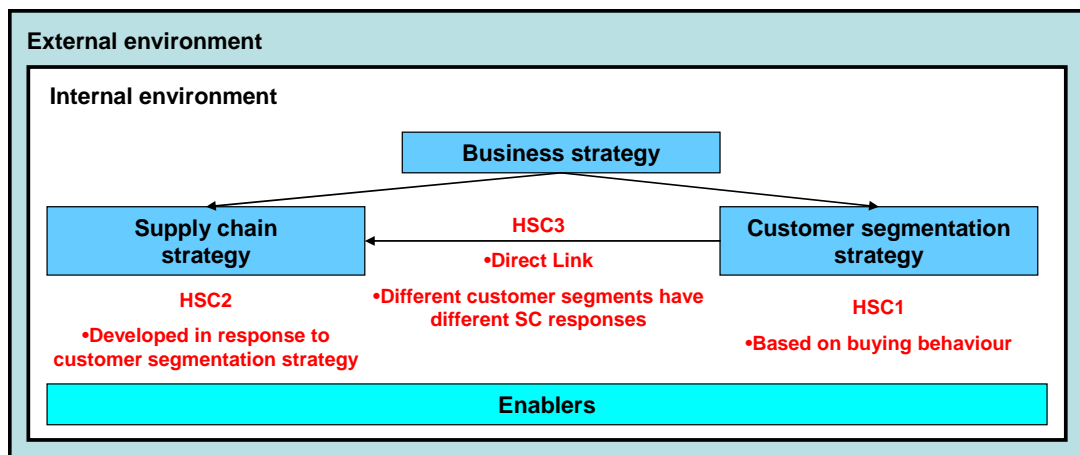 External environment
Internal environment
Business strategy
Supply chain
strategy
HSC3
•Direct Link
•Different customer segments have
different SC responses
Customer segmentation
strategy
HSC2
•Developed in response to
customer segmentation strategy
HSC1
•Based on buying behaviour
Enablers